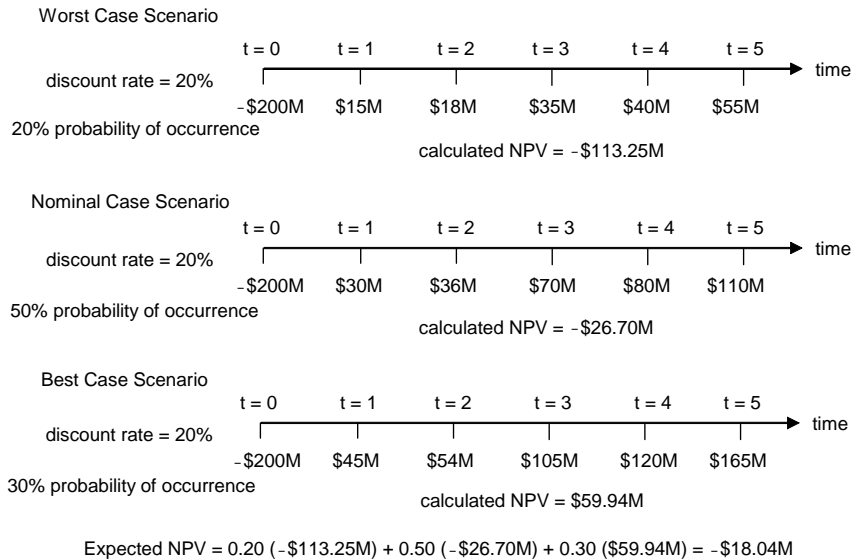 Worst Case Scenario
t = 0 t = 1 t = 2 t = 3 t = 4 t = 5
time
discount rate = 20%
-$200M $15M $18M $35M $40M $55M
20% probability of occurrence
calculated NPV = -$113.25M
Nominal Case Scenario
t = 0 t = 1 t = 2 t = 3 t = 4 t = 5
time
discount rate = 20%
-$200M $30M $36M $70M $80M $110M
50% probability of occurrence
calculated NPV = -$26.70M
Best Case Scenario
t = 0 t = 1 t = 2 t = 3 t = 4 t = 5
time
discount rate = 20%
-$200M $45M $54M $105M $120M $165M
30% probability of occurrence
calculated NPV = $59.94M
Expected NPV = 0.20 (-$113.25M) + 0.50 (-$26.70M) + 0.30 ($59.94M) = -$18.04M